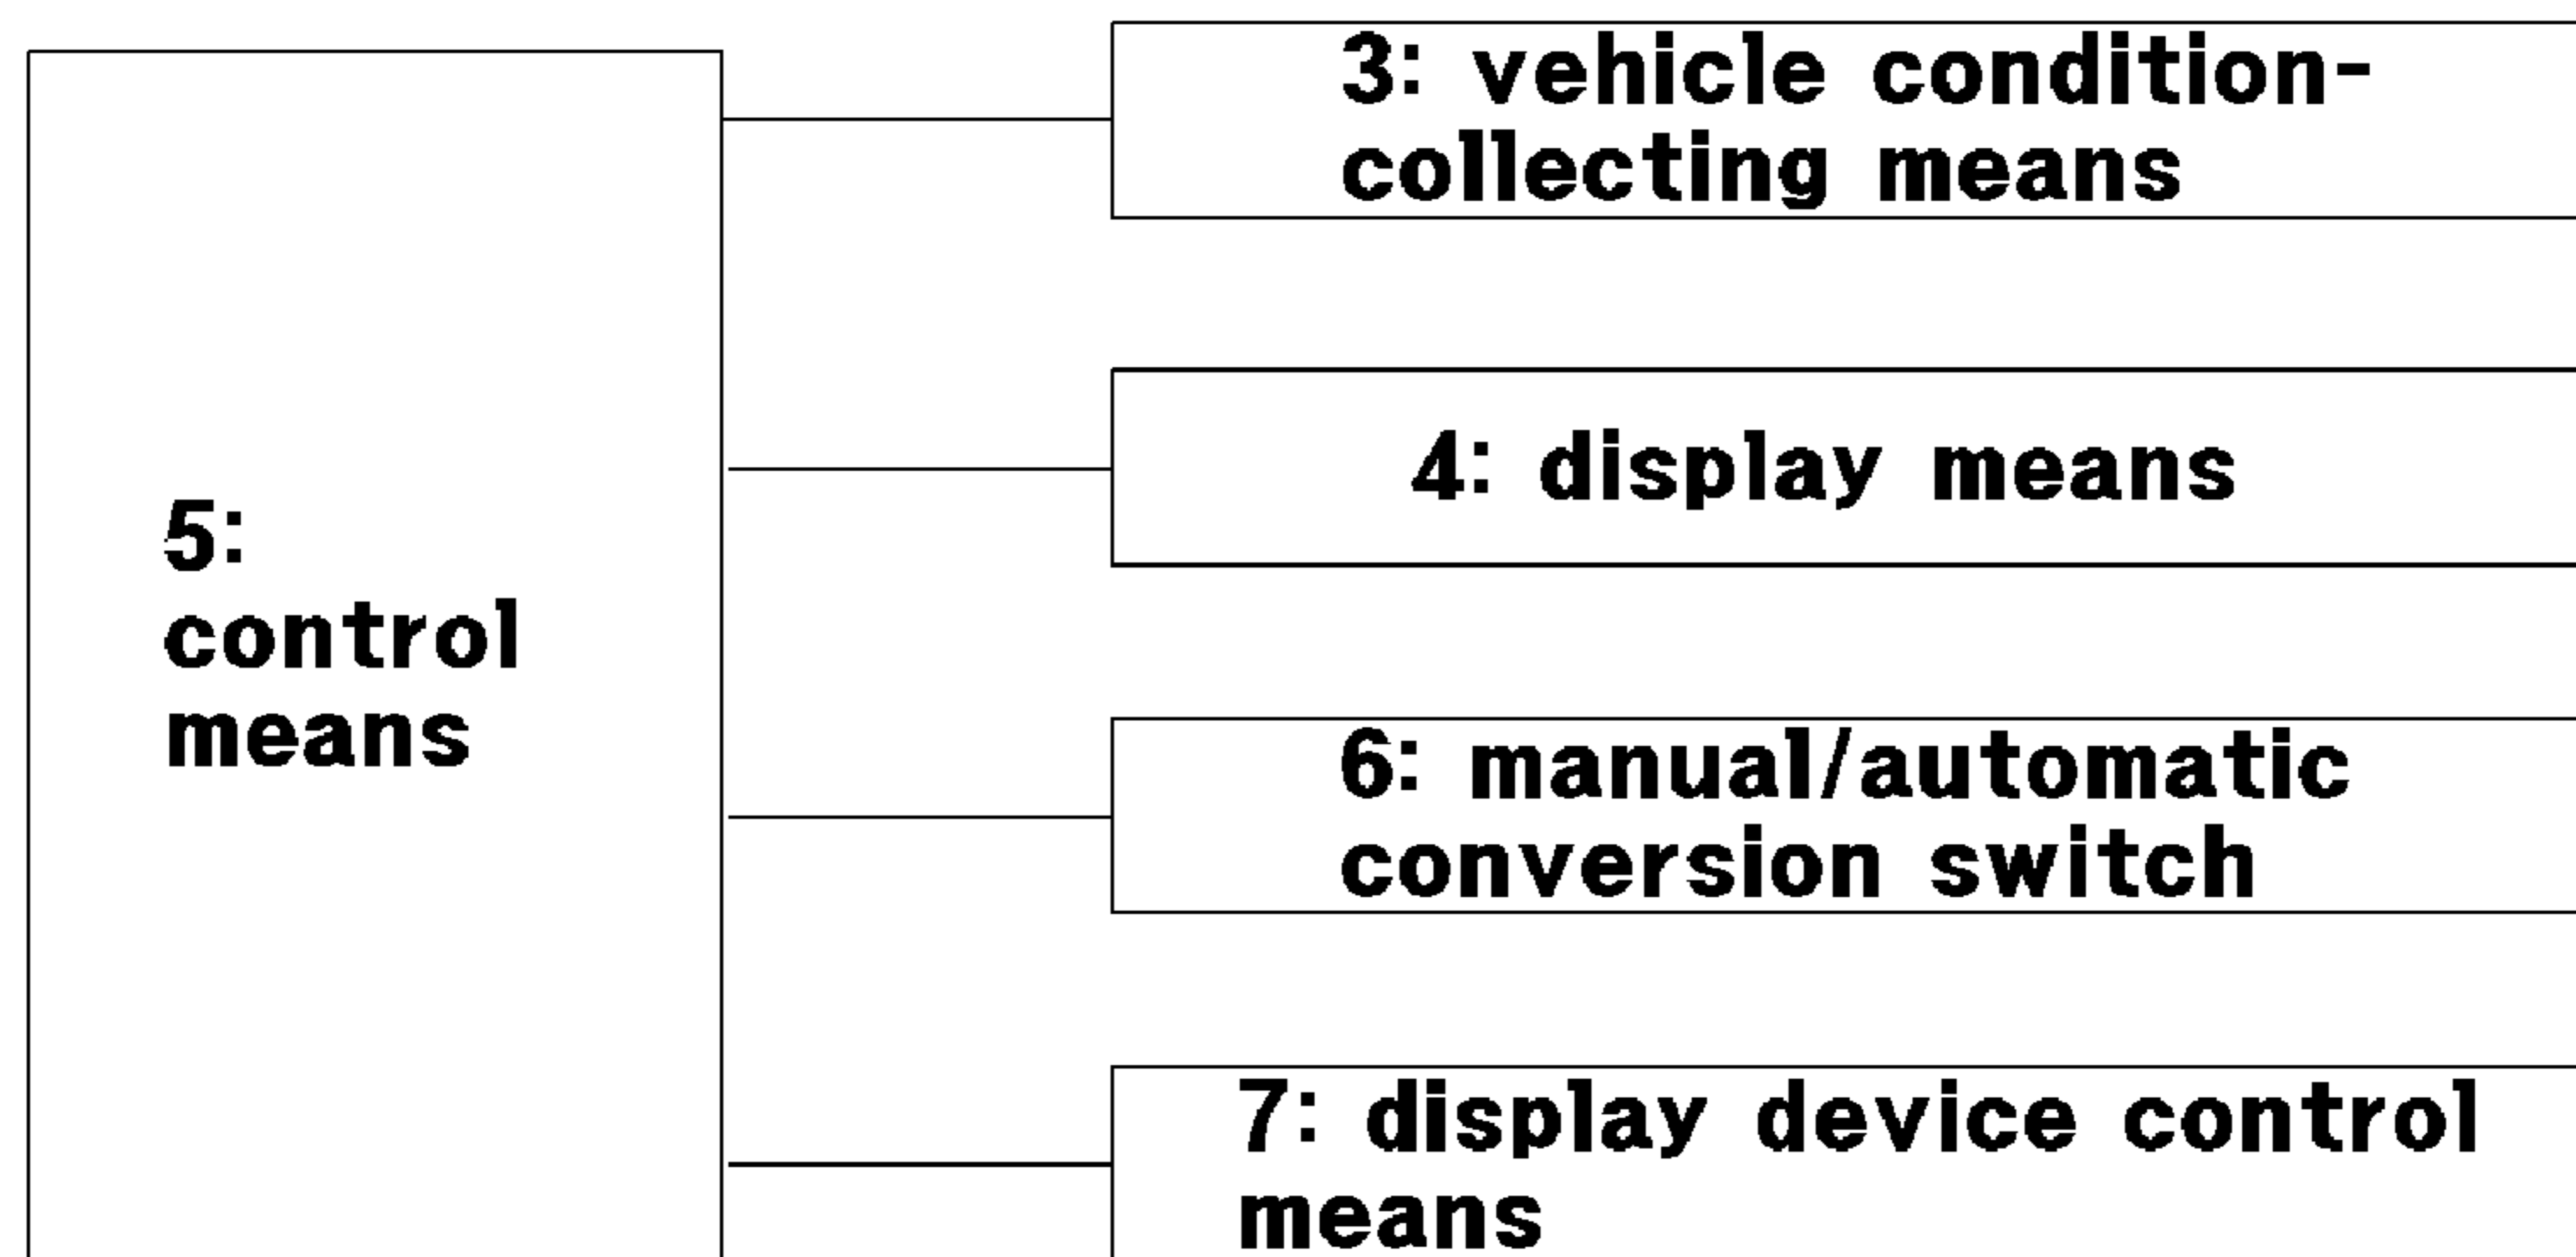 3: vehicle condition-
collecting means
4: display means
5:
control
means
6: manual/automatic
conversion switch
7: display device control
means